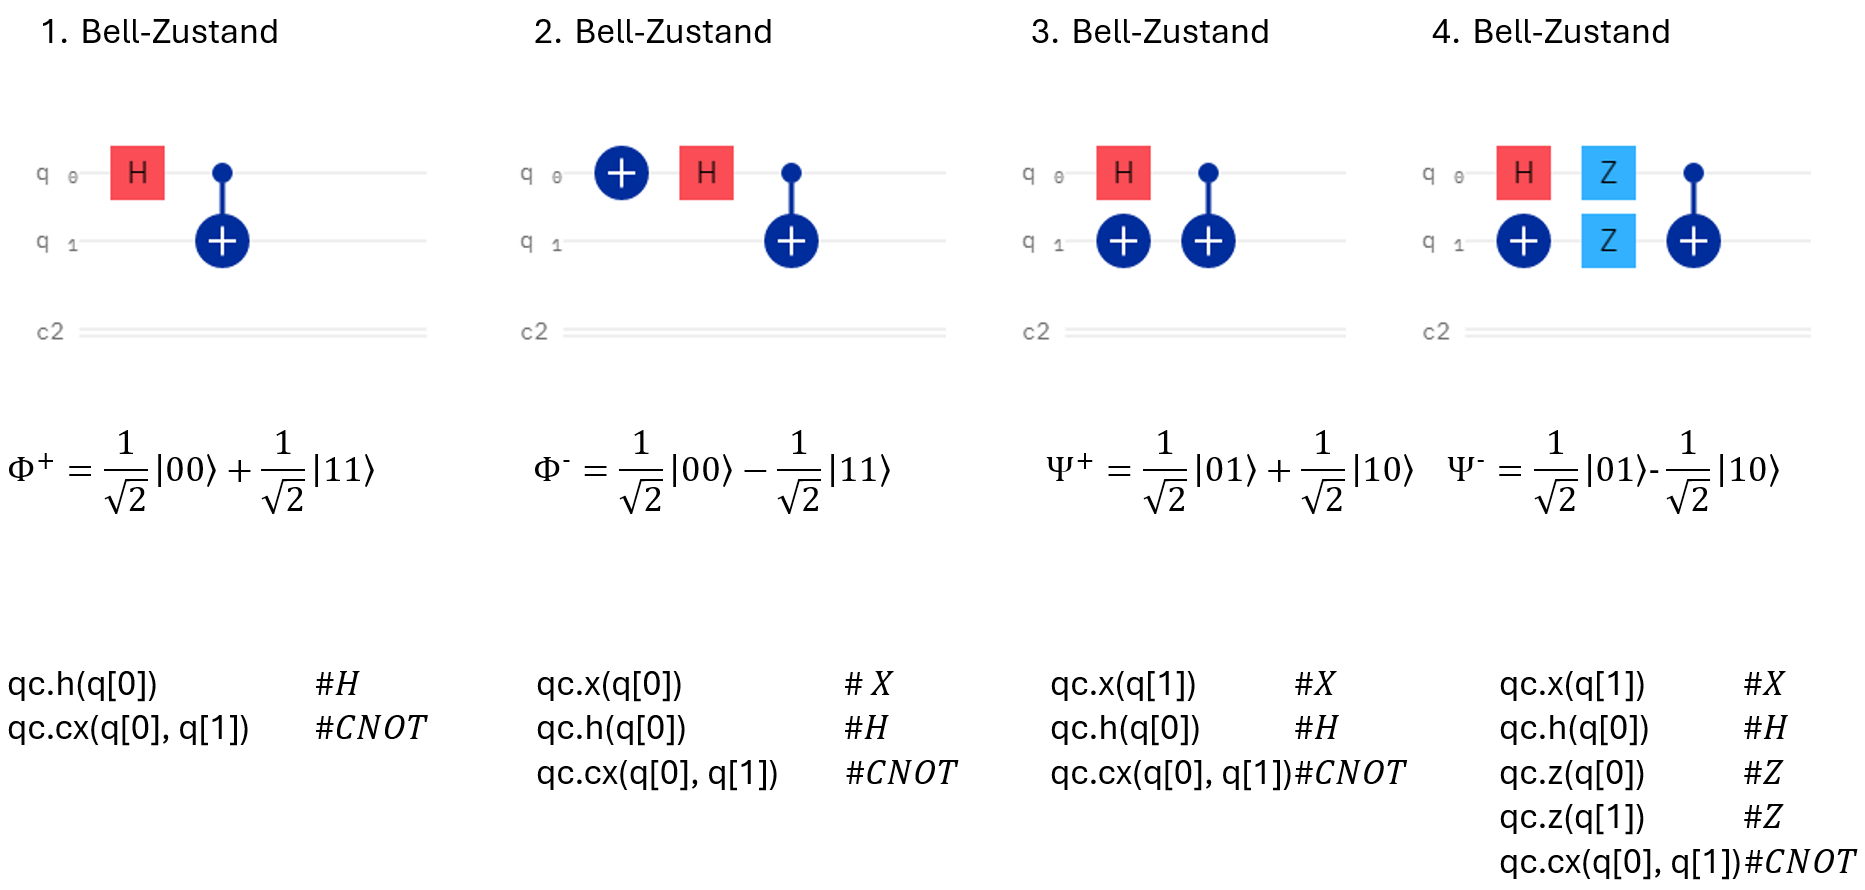 1. Bell-Zustand
H
q 0
q 1
c2
Φ⁺ = 1/√2 |00⟩ + 1/√2 |11⟩
qc.h(q[0]) #H
qc.cx(q[0], q[1]) #CNOT
2. Bell-Zustand
H
q 0
q 1
c2
Φ⁻ = 1/√2 |00⟩ − 1/√2 |11⟩
qc.x(q[0]) # X
qc.h(q[0]) #H
qc.cx(q[0], q[1]) #CNOT
3. Bell-Zustand
H
q 0
q 1
c2
Ψ⁺ = 1/√2 |01⟩ + 1/√2 |10⟩
qc.x(q[1]) #X
qc.h(q[0]) #H
qc.cx(q[0], q[1])#CNOT
4. Bell-Zustand
H Z
q 0
Z
q 1
c2
Ψ⁻ = 1/√2 |01⟩- 1/√2 |10⟩
qc.x(q[1]) #X
qc.h(q[0]) #H
qc.z(q[0]) #Z
qc.z(q[1]) #Z
qc.cx(q[0], q[1])#CNOT